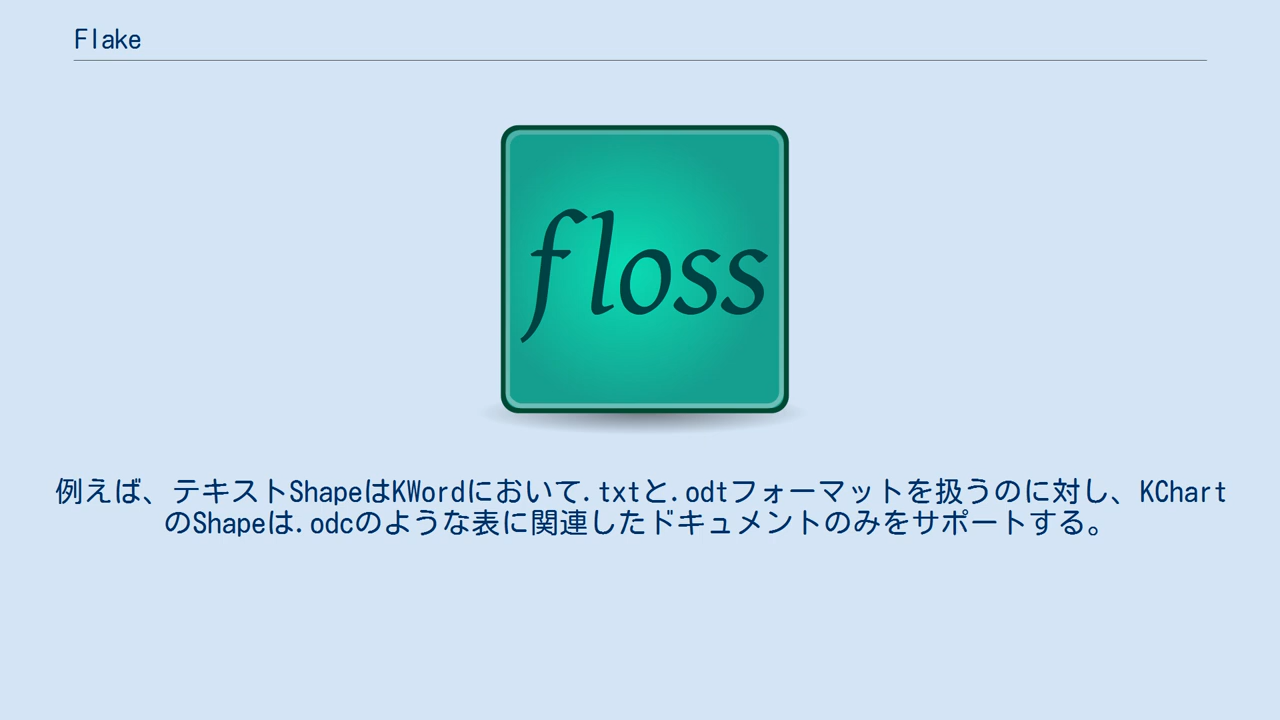 Flake
floss
例えば、テキストShapeはKWordにおいて.txtと.odtフォーマットを扱うのに対し、KChart
のShapeは.odcのような表に関連したドキュメントのみをサポートする。